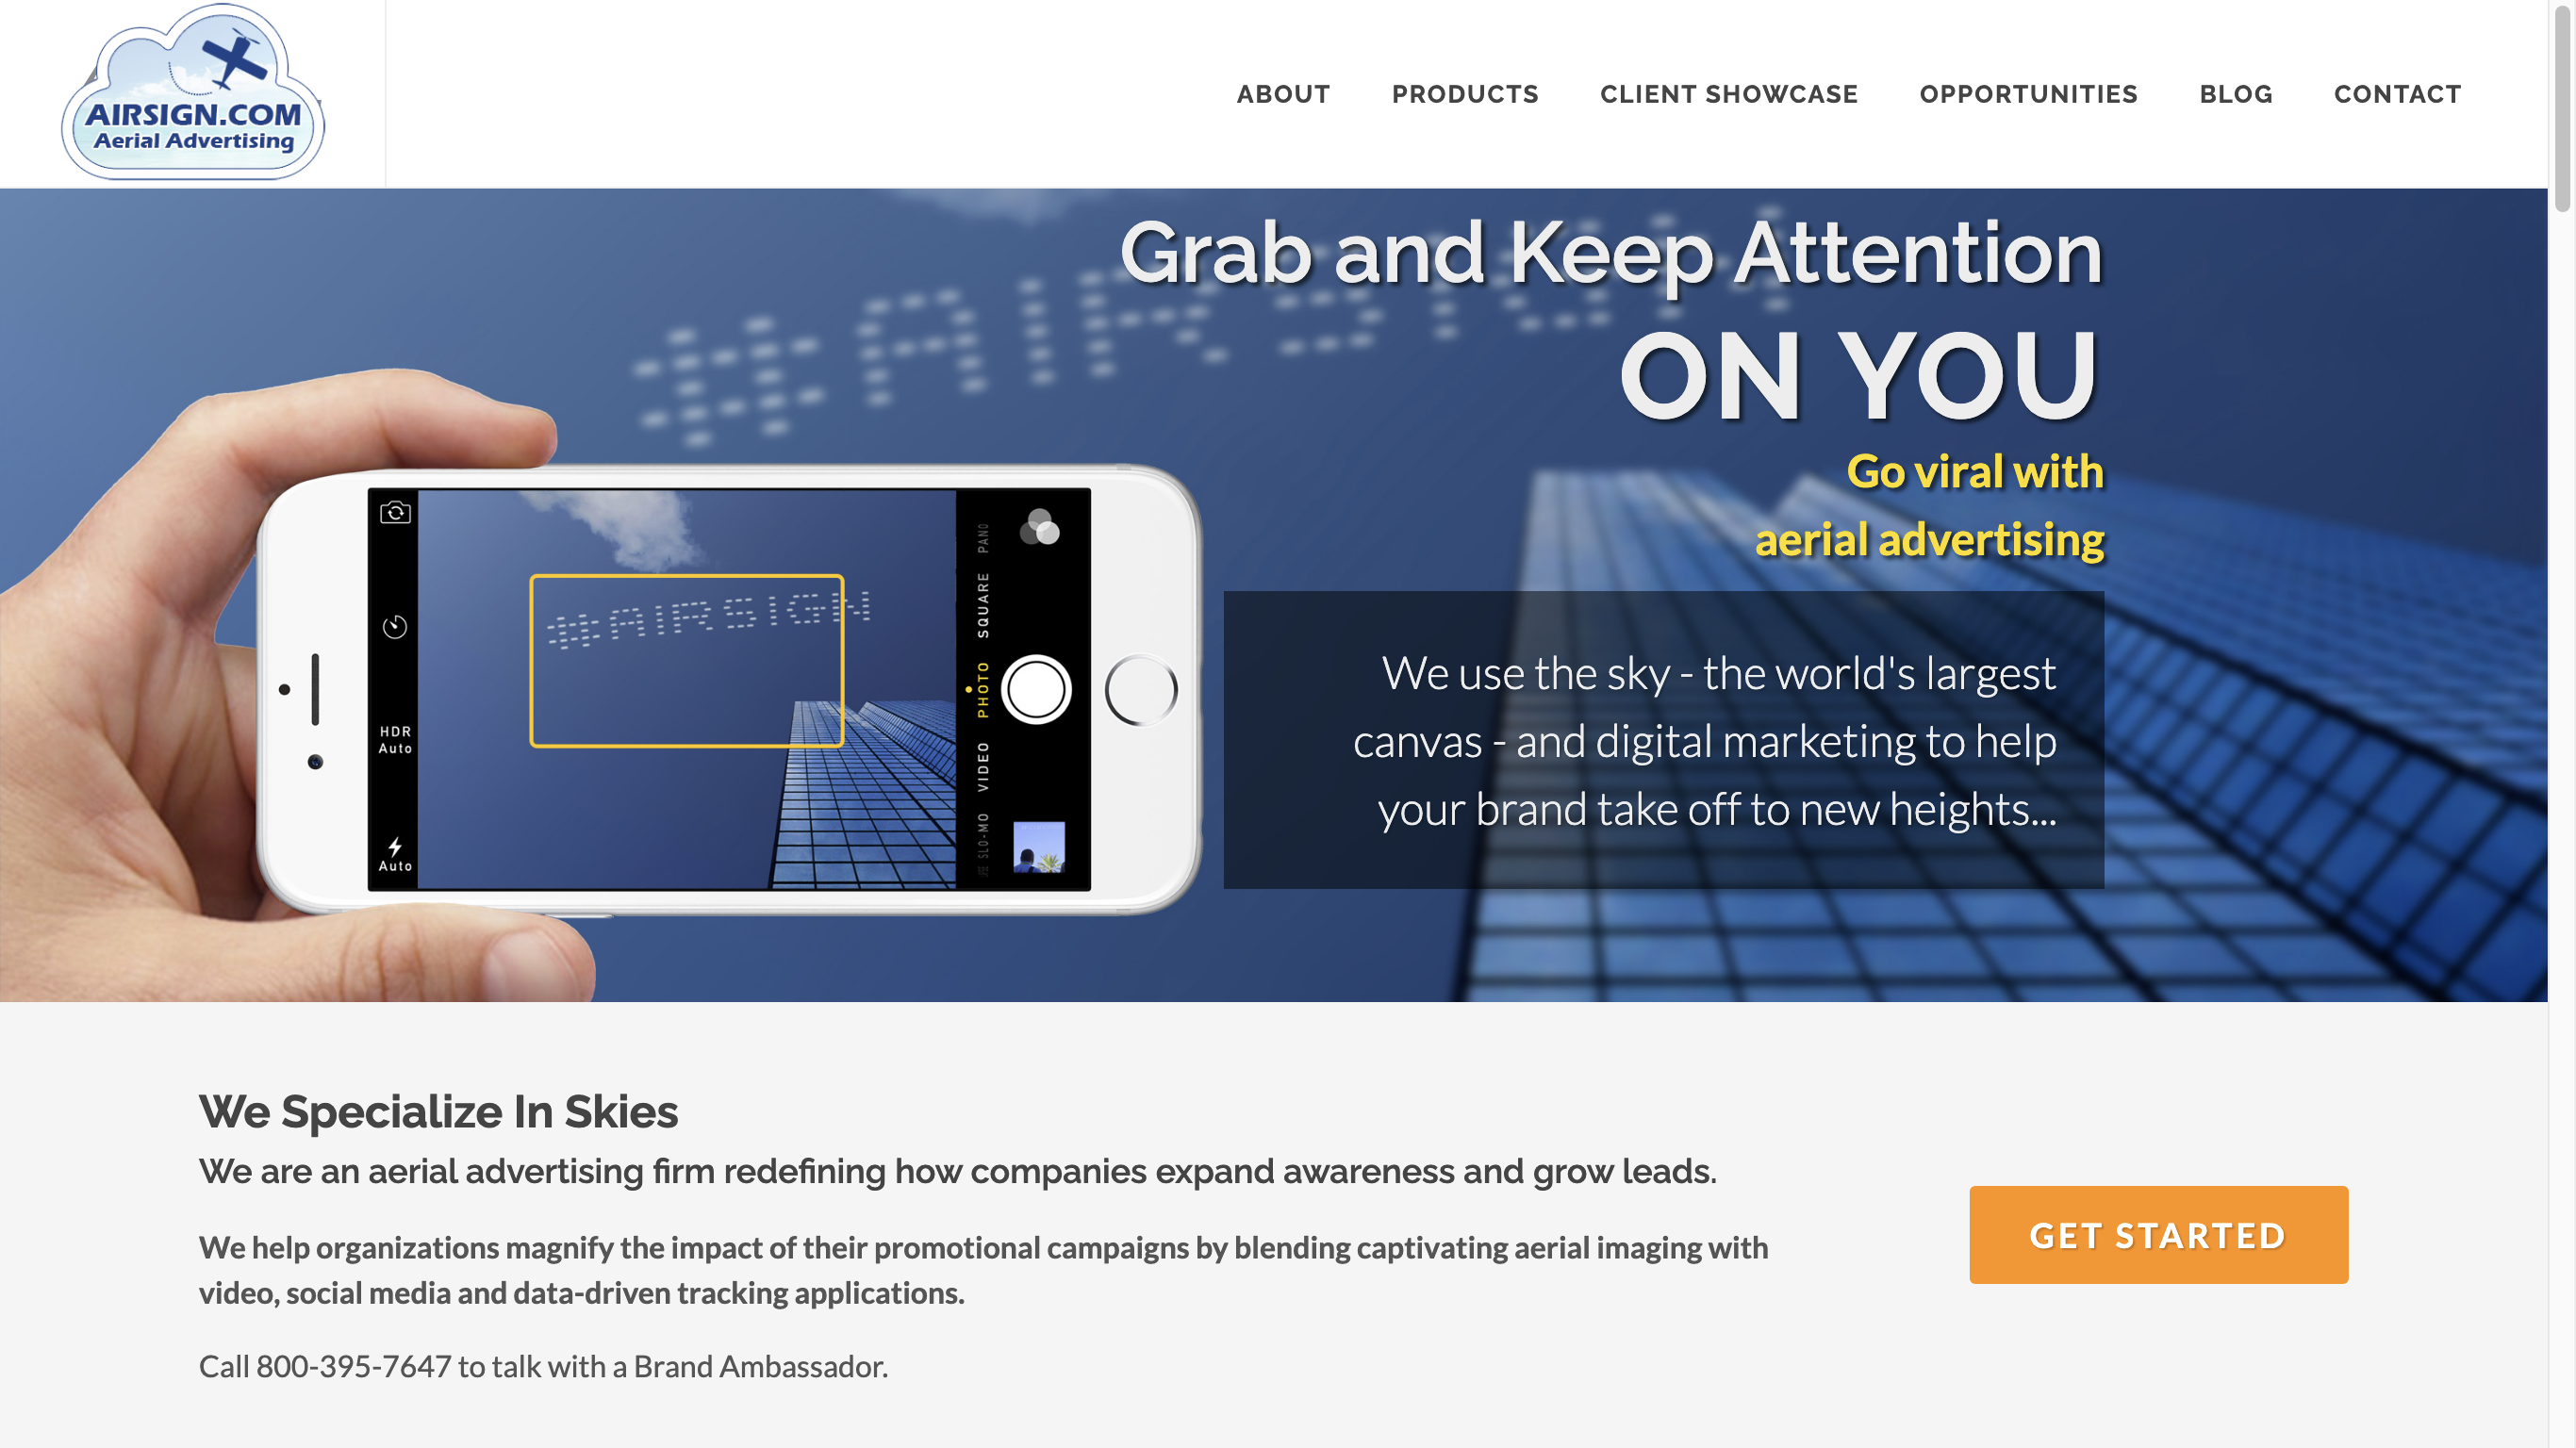 AIRSIGN.COM
Aerial Advertising
ABOUT
PRODUCTS
CLIENT SHOWCASE
OPPORTUNITIES
BLOG
CONTACT
Grab and Keep Attention
ON YOU
Go viral with
aerial advertising
We use the sky - the world's largest
canvas - and digital marketing to help
your brand take off to new heights...
#AIRSIGN
#AIRSIGN
HDR
Auto
Auto
PANO
SQUARE
PHOTO
VIDEO
SLO-MO
We Specialize In Skies
We are an aerial advertising firm redefining how companies expand awareness and grow leads.
We help organizations magnify the impact of their promotional campaigns by blending captivating aerial imaging with
video, social media and data-driven tracking applications.
Call 800-395-7647 to talk with a Brand Ambassador.
GET STARTED